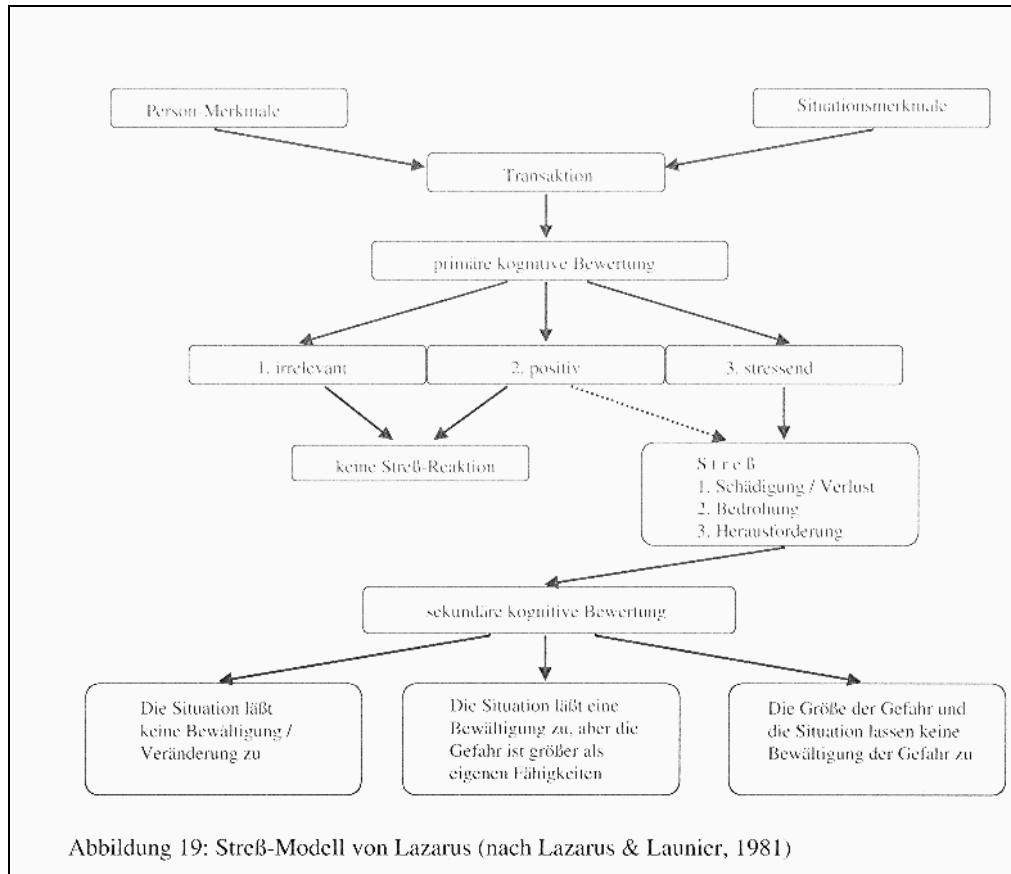 Person-Merkmale
Situationsmerkmale
Transaktion
primäre kognitive Bewertung
1. irrelevant
2. positiv
3. stressend
keine Streß-Reaktion
S t r e ß
1. Schädigung / Verlust
2. Bedrohung
3. Herausforderung
sekundäre kognitive Bewertung
Die Situation läßt
keine Bewältigung /
Veränderung zu
Die Situation läßt eine
Bewältigung zu, aber die
Gefahr ist größer als
eigenen Fähigkeiten
Die Größe der Gefahr und
die Situation lassen keine
Bewältigung der Gefahr zu
Abbildung 19: Streß-Modell von Lazarus (nach Lazarus & Launier, 1981)